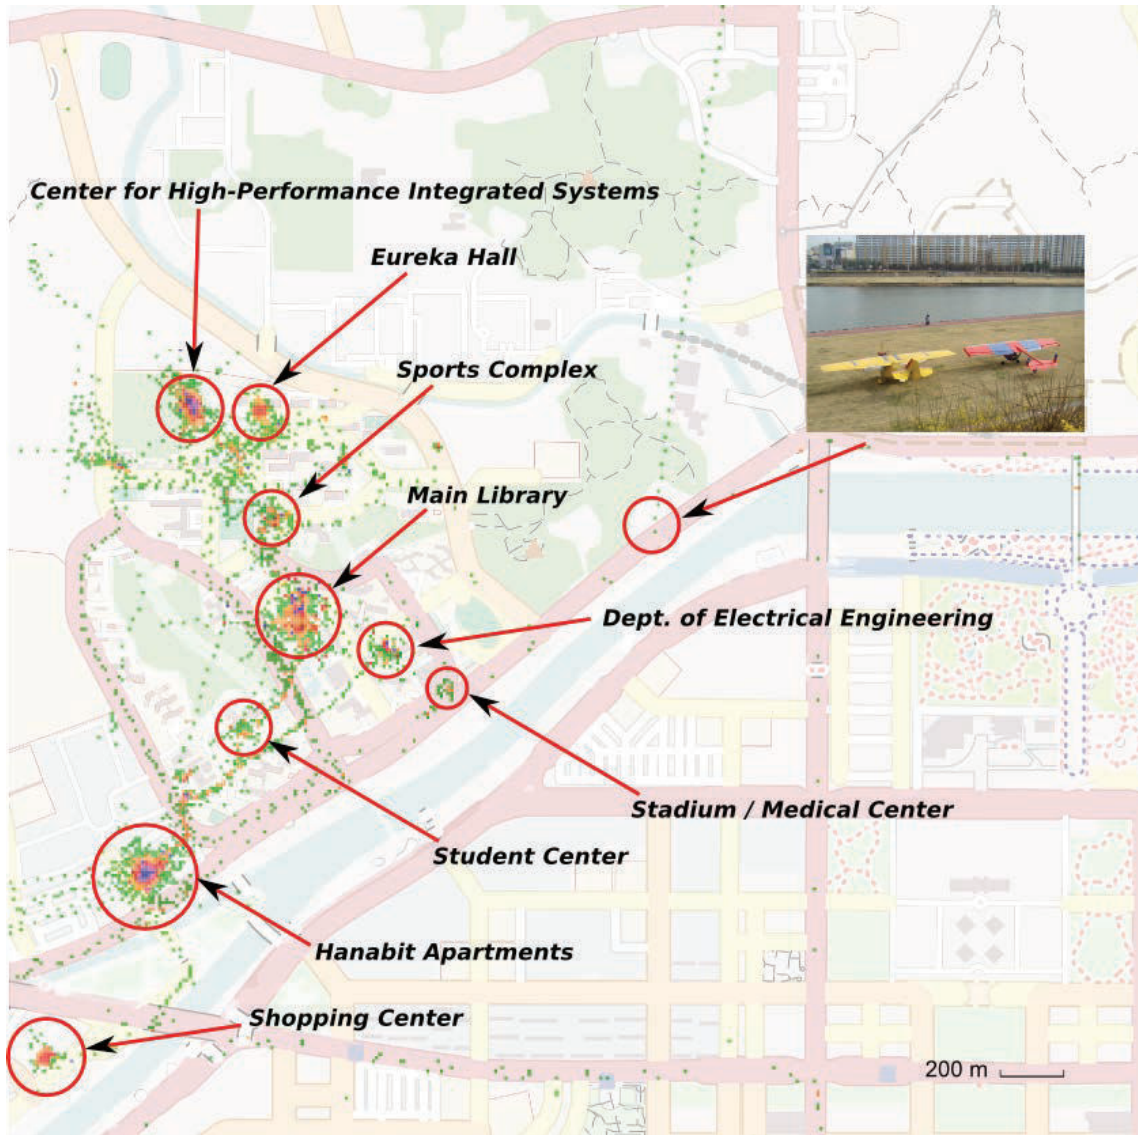 Center for High-Performance Integrated Systems
Eureka Hall
Sports Complex
Main Library
Dept. of Electrical Engineering
Stadium / Medical Center
Student Center
Hanabit Apartments
Shopping Center
200 m